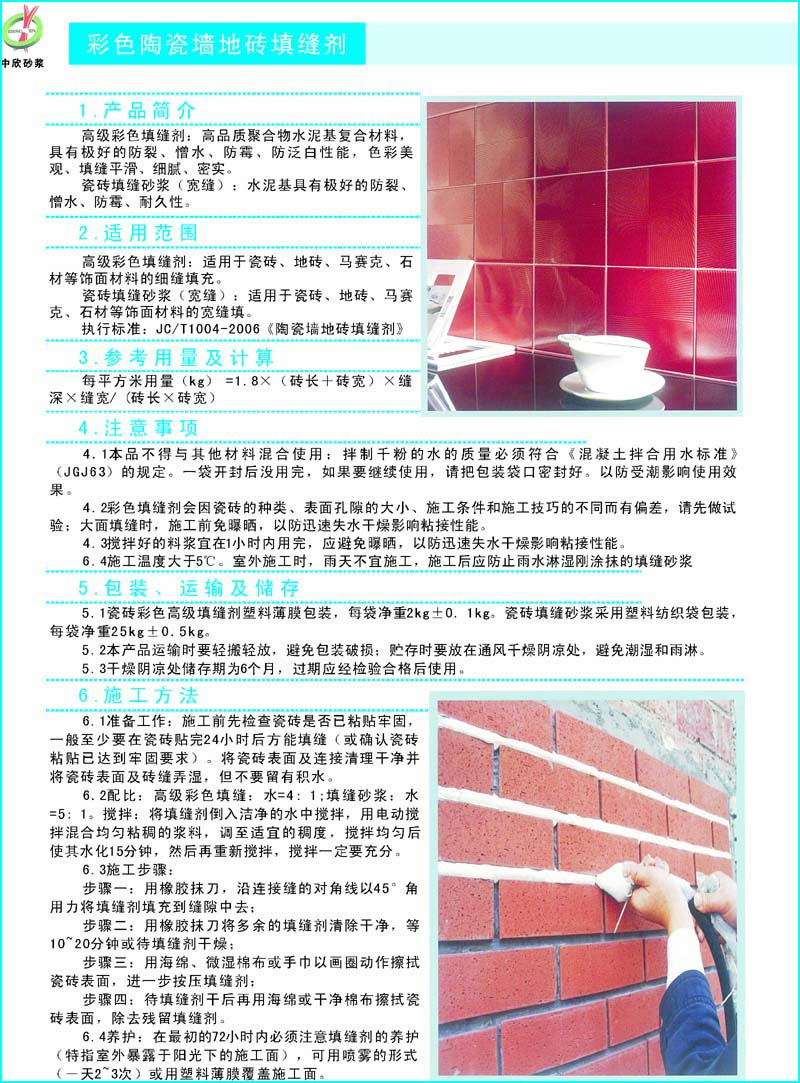 中欣砂浆
彩色陶瓷墙地砖填缝剂
1.产品简介
高级彩色填缝剂：高品质聚合物水泥基复合材料，
具有极好的防裂、憎水、防霉、防泛白性能，色彩美
观、填缝平滑、细腻、密实。
瓷砖填缝砂浆（宽缝）：水泥基具有极好的防裂、
憎水、防霉、耐久性。
2.适用范围
高级彩色填缝剂：适用于瓷砖、地砖、马赛克、石
材等饰面材料的细缝填充。
瓷砖填缝砂浆（宽缝）：适用于瓷砖、地砖、马赛
克、石材等饰面材料的宽缝填。
执行标准：JC/T1004-2006《陶瓷墙地砖填缝剂》
3.参考用量及计算
每平方米用量（kg）=1.8×（砖长＋砖宽）×缝
深×缝宽/（砖长×砖宽）
4.注意事项
4.1本品不得与其他材料混合使用；拌制千粉的水的质量必须符合《混凝土拌合用水标准》
（JGJ63）的规定。一袋开封后没用完，如果要继续使用，请把包装袋口密封好。以防受潮影响使用效
果。
4.2彩色填缝剂会因瓷砖的种类、表面孔隙的大小、施工条件和施工技巧的不同而有偏差，请先做试
验；大面填缝时，施工前免曝晒，以防迅速失水干燥影响粘接性能。
4.3搅拌好的料浆宜在1小时内用完，应避免曝晒，以防迅速失水干燥影响粘接性能。
6.4施工温度大于5℃。室外施工时，雨天不宜施工，施工后应防止雨水淋湿刚涂抹的填缝砂浆
5.包装、运输及储存
5.1瓷砖彩色高级填缝剂塑料薄膜包装，每袋净重2kg±0.1kg。瓷砖填缝砂浆采用塑料纺织袋包装，
每袋净重25kg±0.5kg。
5.2本产品运输时要轻搬轻放，避免包装破损；贮存时要放在通风干燥阴凉处，避免潮湿和雨淋。
5.3干燥阴凉处储存期为6个月，过期应经检验合格后使用。
6.施工方法
6.1准备工作：施工前先检查瓷砖是否已粘贴牢固，
一般至少要在瓷砖贴完24小时后方能填缝（或确认瓷砖
粘贴已达到牢固要求）。将瓷砖表面及连接清理干净并
将瓷砖表面及砖缝弄湿，但不要留有积水。
6.2配比：高级彩色填缝：水=4：1;填缝砂浆：水
=5：1。搅拌：将填缝剂倒入洁净的水中搅拌，用电动搅
拌混合均匀粘稠的浆料，调至适宜的稠度，搅拌均匀后
使其水化15分钟，然后再重新搅拌，搅拌一定要充分。
6.3施工步骤：
步骤一：用橡胶抹刀，沿连接缝的对角线以45°角
用力将填缝剂填充到缝隙中去；
步骤二：用橡胶抹刀将多余的填缝剂清除干净，等
10~20分钟或待填缝剂干燥；
步骤三：用海绵、微湿棉布或手巾以画圈动作擦拭
瓷砖表面，进一步按压填缝剂；
步骤四：待填缝剂干后再用海绵或干净棉布擦拭瓷
砖表面，除去残留填缝剂。
6.4养护：在最初的72小时内必须注意填缝剂的养护
（特指室外暴露于阳光下的施工面），可用喷雾的形式
（一天2~3次）或用塑料薄膜覆盖施工面。